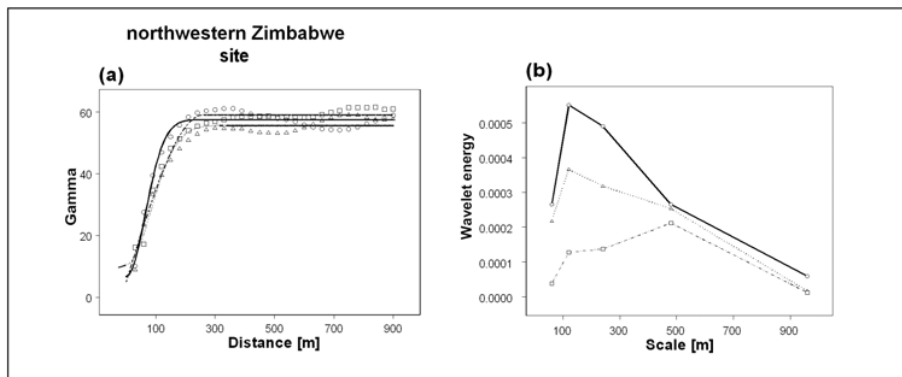 northwestern Zimbabwe
site
(a)
60
40
20
0
Gamma
100 300 500 700 900
Distance [m]
(b)
0.0005
0.0004
0.0003
0.0002
0.0001
0.0000
Wavelet energy
100 300 500 700 900
Scale [m]